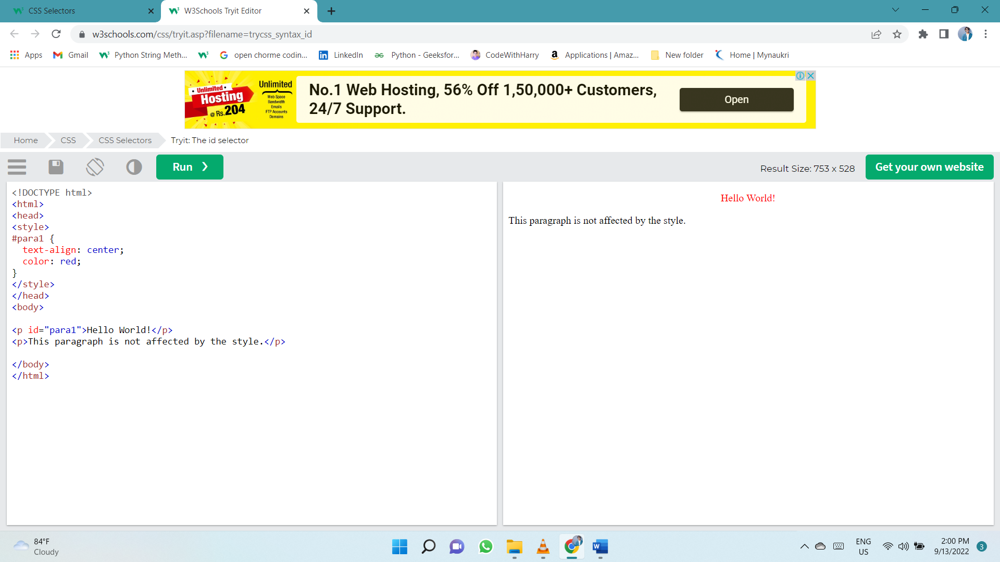 CSS Selectors
W3Schools Tryit Editor
w3schools.com/css/tryit.asp?filename=trycss_syntax_id
Apps
Gmail
Python String Meth...
open chorme codin...
LinkedIn
Python - Geeksfor...
CodeWithHarry
Applications | Amaz...
New folder
Home | Mynaukri
Unlimited
Hosting
@ Rs.204
Unlimited
Web Space
Bandwidth
Emails
FTP Accounts
Domains
No.1 Web Hosting, 56% Off 1,50,000+ Customers,
24/7 Support.
Open
Home
CSS
CSS Selectors
Tryit: The id selector
Run ❯
Result Size: 753 x 528
Get your own website
<!DOCTYPE html>
<html>
<head>
<style>
#para1 {
  text-align: center;
  color: red;
}
</style>
</head>
<body>

<p id="para1">Hello World!</p>
<p>This paragraph is not affected by the style.</p>

</body>
</html>
Hello World!
This paragraph is not affected by the style.
84°F
Cloudy
W
ENG
US
2:00 PM
9/13/2022
3